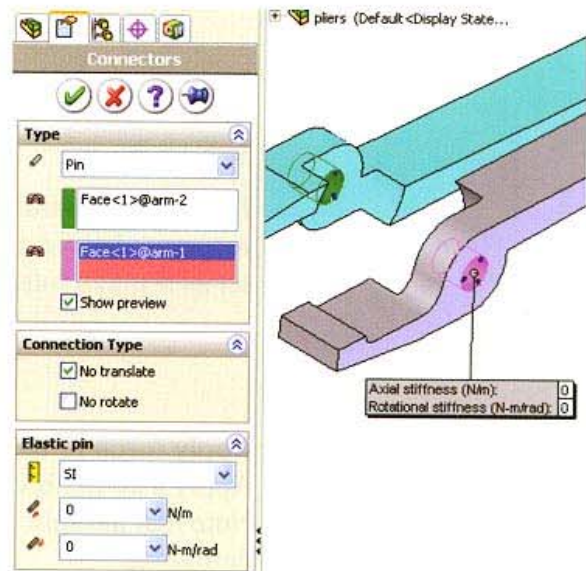 Connectors
Type
Pin
Face<1>@arm-2
Face<1>@arm-1
Show preview
Connection Type
No translate
No rotate
Elastic pin
SI
0 N/m
0 N-m/rad
pliers (Default<Display State...
Axial stiffness (N/m): 0
Rotational stiffness (N-m/rad): 0